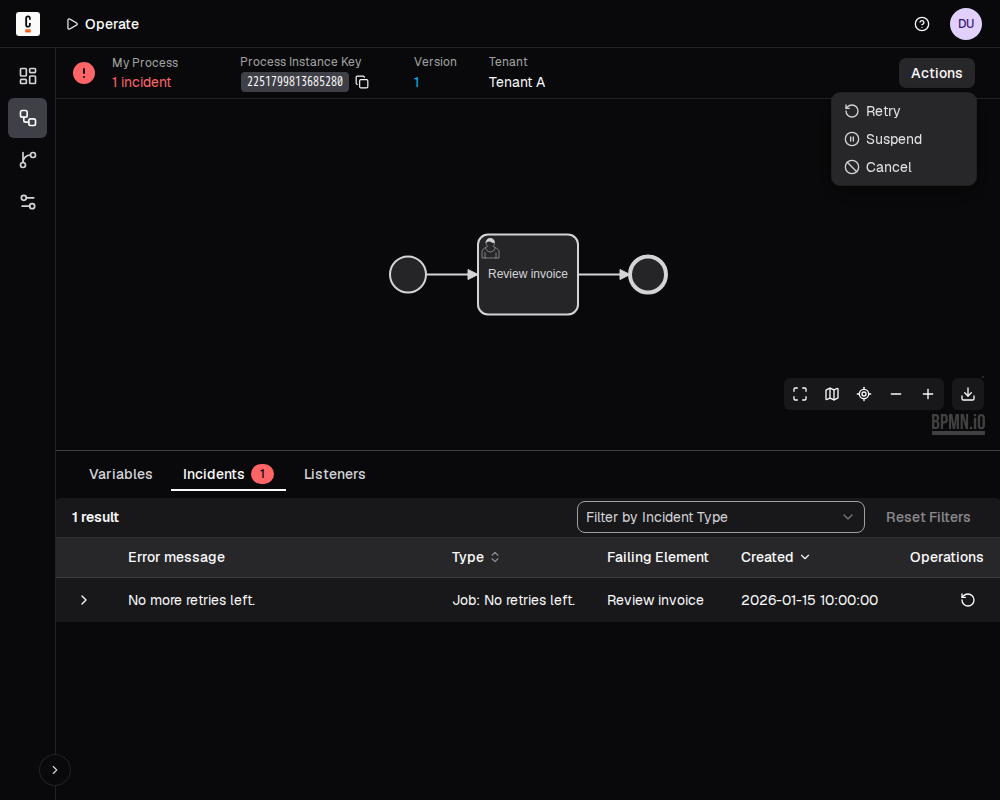 C
Operate
DU
My Process
1 incident
Process Instance Key
2251799813685280
Version
1
Tenant
Tenant A
Actions
Retry
Suspend
Cancel
Review invoice
BPMN.iO
Variables
Incidents 1
Listeners
1 result
Filter by Incident Type
Reset Filters
Error message
Type
Failing Element
Created
Operations
No more retries left.
Job: No retries left.
Review invoice
2026-01-15 10:00:00